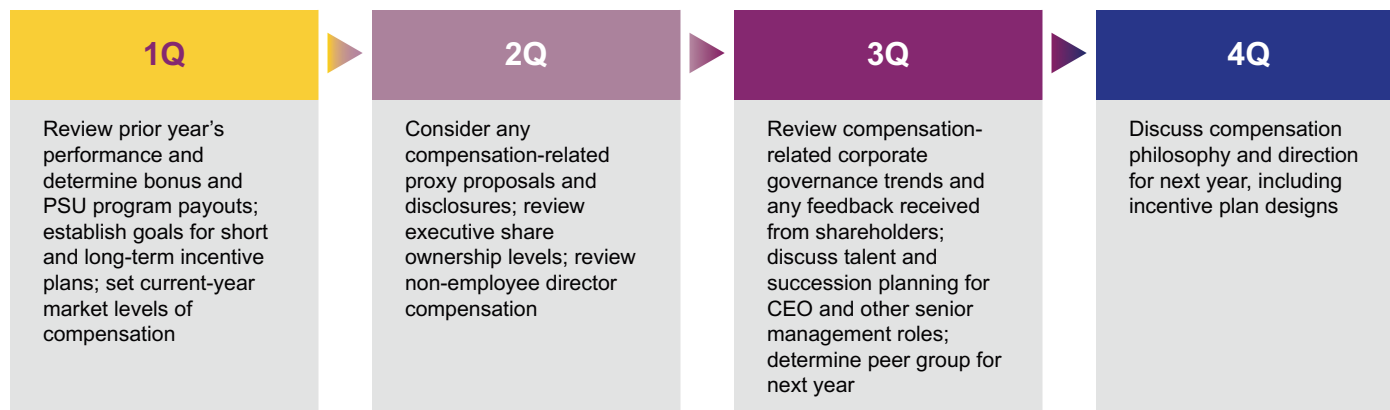 1Q
Review prior year’s
performance and
determine bonus and
PSU program payouts;
establish goals for short
and long-term incentive
plans; set current-year
market levels of
compensation
2Q
Consider any
compensation-related
proxy proposals and
disclosures; review
executive share
ownership levels; review
non-employee director
compensation
3Q
Review compensation-
related corporate
governance trends and
any feedback received
from shareholders;
discuss talent and
succession planning for
CEO and other senior
management roles;
determine peer group for
next year
4Q
Discuss compensation
philosophy and direction
for next year, including
incentive plan designs